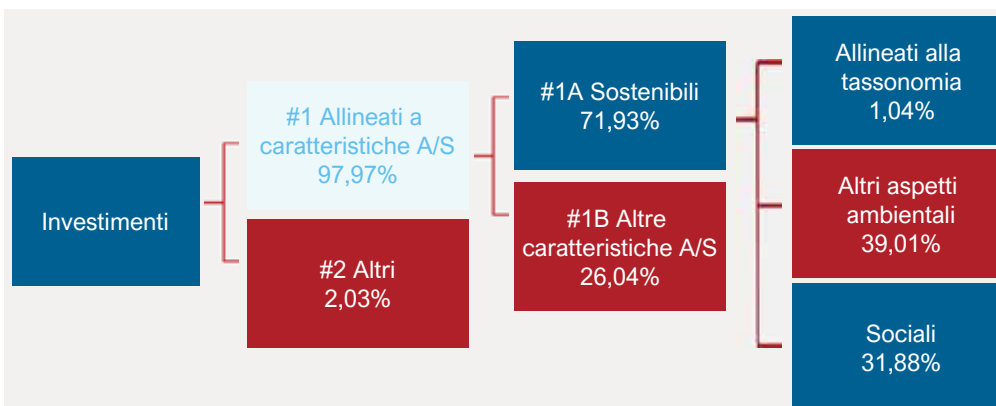 Investimenti
#1 Allineati a
caratteristiche A/S
97,97%
#2 Altri
2,03%
#1A Sostenibili
71,93%
#1B Altre
caratteristiche A/S
26,04%
Allineati alla
tassonomia
1,04%
Altri aspetti
ambientali
39,01%
Sociali
31,88%